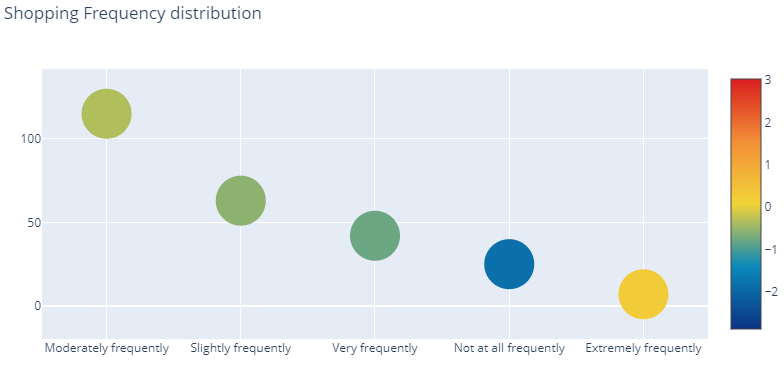 Shopping Frequency distribution
100
50
0
Moderately frequently
Slightly frequently
Very frequently
Not at all frequently
Extremely frequently
3
2
1
0
−1
−2